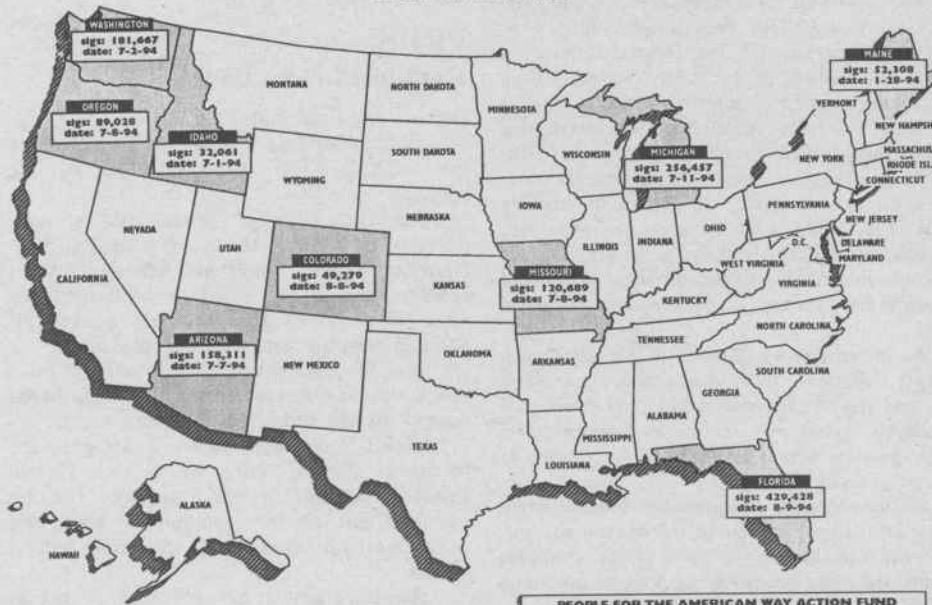 WASHINGTON
sigs: 181,667
date: 7-2-94
OREGON
sigs: 89,028
date: 7-8-94
IDAHO
sigs: 32,061
date: 7-1-94
MONTANA
NORTH DAKOTA
MINNESOTA
SOUTH DAKOTA
WISCONSIN
MICHIGAN
sigs: 256,457
date: 7-11-94
MAINE
sigs: 52,308
date: 1-28-94
VERMONT
NEW HAMPSH
MASSACHUS
RHODE ISL
CONNECTICUT
NEW YORK
WYOMING
NEBRASKA
IOWA
PENNSYLVANIA
NEW JERSEY
NEVADA
UTAH
COLORADO
sigs: 49,279
date: 8-8-94
ILLINOIS
INDIANA
OHIO
D.C.
DELAWARE
MARYLAND
WEST VIRGINIA
VIRGINIA
CALIFORNIA
KANSAS
MISSOURI
sigs: 120,689
date: 7-8-94
KENTUCKY
NORTH CAROLINA
TENNESSEE
ARIZONA
sigs: 158,311
date: 7-7-94
NEW MEXICO
OKLAHOMA
ARKANSAS
SOUTH CAROLINA
GEORGIA
ALABAMA
MISSISSIPPI
TEXAS
LOUISIANA
FLORIDA
sigs: 429,428
date: 8-9-94
ALASKA
HAWAII
PEOPLE FOR THE AMERICAN WAY ACTION FUND